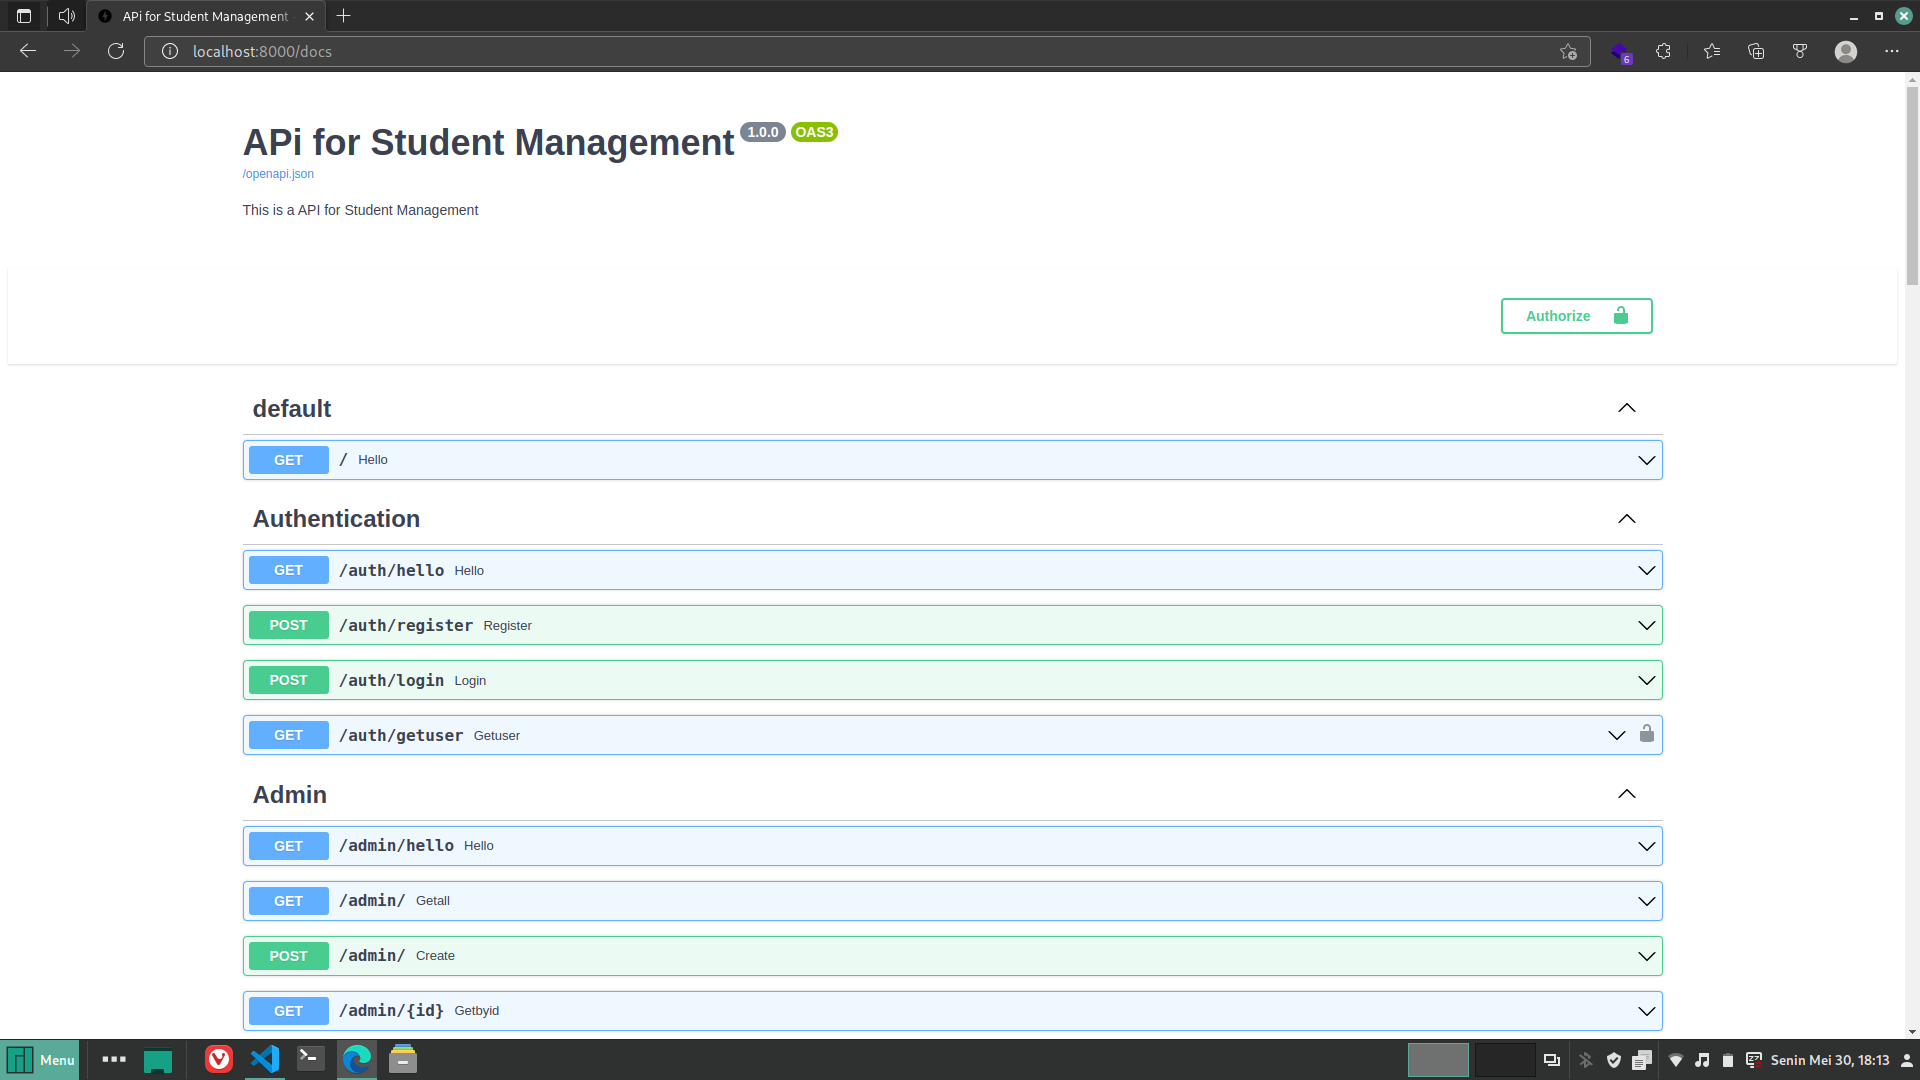 APi for Student Management
localhost:8000/docs
6
APi for Student Management 1.0.0 OAS3
/openapi.json
This is a API for Student Management
Authorize
default
GET / Hello
Authentication
GET /auth/hello Hello
POST /auth/register Register
POST /auth/login Login
GET /auth/getuser Getuser
Admin
GET /admin/hello Hello
GET /admin/ Getall
POST /admin/ Create
GET /admin/{id} Getbyid
Menu
Senin Mei 30, 18:13